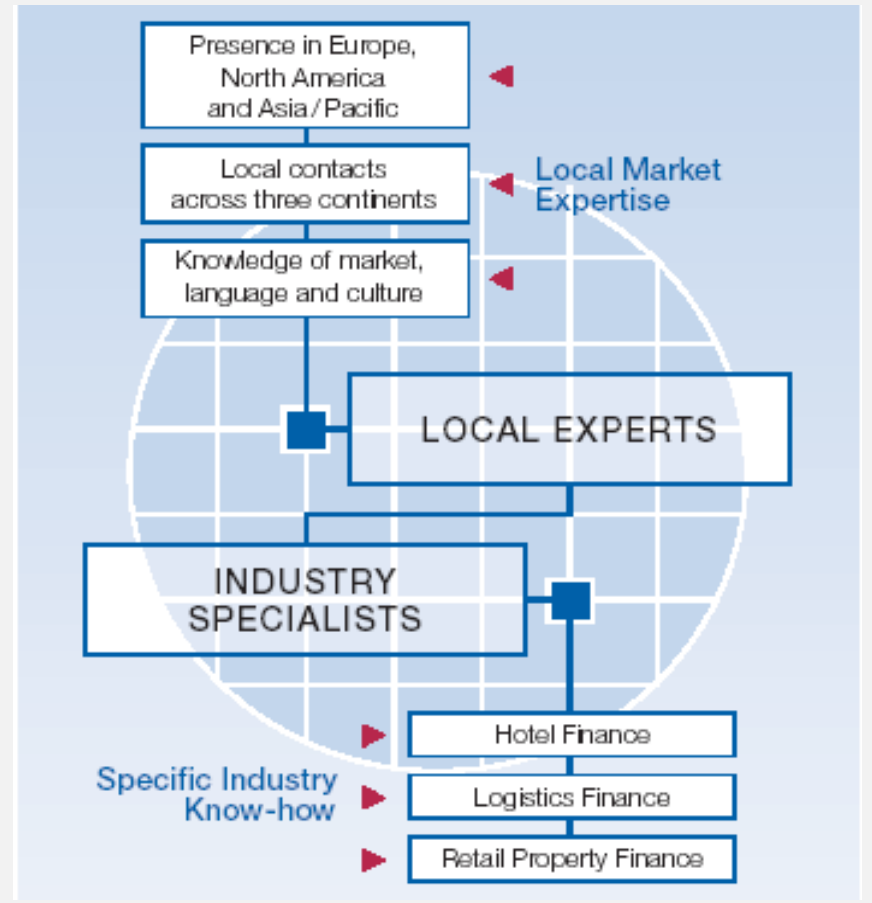 Presence in Europe,
North America
and Asia / Pacific
Local contacts
across three continents
Local Market
Expertise
Knowledge of market,
language and culture
LOCAL EXPERTS
INDUSTRY
SPECIALISTS
Hotel Finance
Specific Industry
Know-how
Logistics Finance
Retail Property Finance